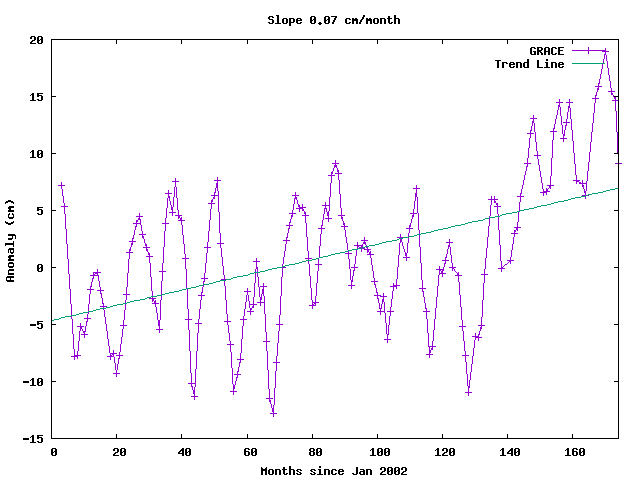 Slope 0.07 cm/month
GRACE
Trend Line
Anomaly (cm)
20
15
10
5
0
-5
-10
-15
0 20 40 60 80 100 120 140 160
Months since Jan 2002